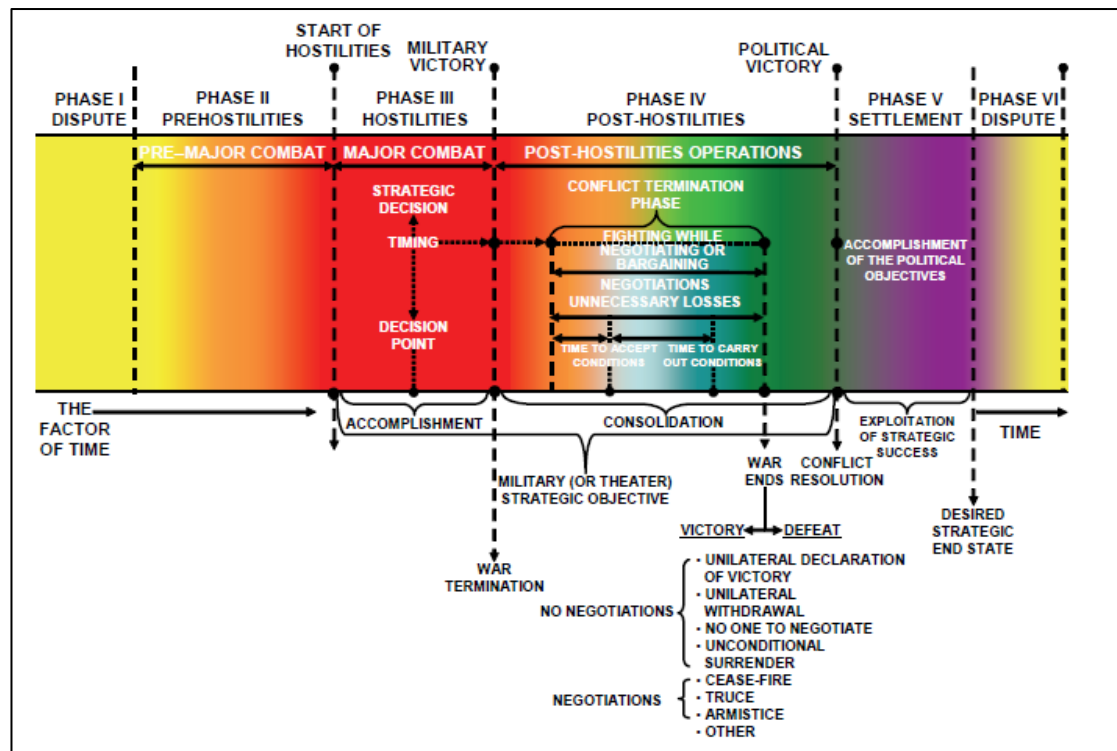 START OF
HOSTILITIES
MILITARY
VICTORY
POLITICAL
VICTORY
PHASE I
DISPUTE
PHASE II
PREHOSTILITIES
PHASE III
HOSTILITIES
PHASE IV
POST-HOSTILITIES
PHASE V
SETTLEMENT
PHASE VI
DISPUTE
PRE–MAJOR COMBAT
MAJOR COMBAT
POST-HOSTILITIES OPERATIONS
STRATEGIC
DECISION
TIMING
DECISION
POINT
CONFLICT TERMINATION
PHASE
FIGHTING WHILE
NEGOTIATING OR
BARGAINING
NEGOTIATIONS
UNNECESSARY LOSSES
TIME TO ACCEPT
CONDITIONS
TIME TO CARRY
OUT CONDITIONS
ACCOMPLISHMENT
OF THE POLITICAL
OBJECTIVES
THE
FACTOR
OF TIME
ACCOMPLISHMENT
CONSOLIDATION
EXPLOITATION
OF STRATEGIC
SUCCESS
TIME
MILITARY (OR THEATER)
STRATEGIC OBJECTIVE
WAR
ENDS
CONFLICT
RESOLUTION
DESIRED
STRATEGIC
END STATE
WAR
TERMINATION
VICTORY
DEFEAT
NO NEGOTIATIONS
· UNILATERAL DECLARATION
OF VICTORY
· UNILATERAL
WITHDRAWAL
· NO ONE TO NEGOTIATE
· UNCONDITIONAL
SURRENDER
NEGOTIATIONS
· CEASE-FIRE
· TRUCE
· ARMISTICE
· OTHER